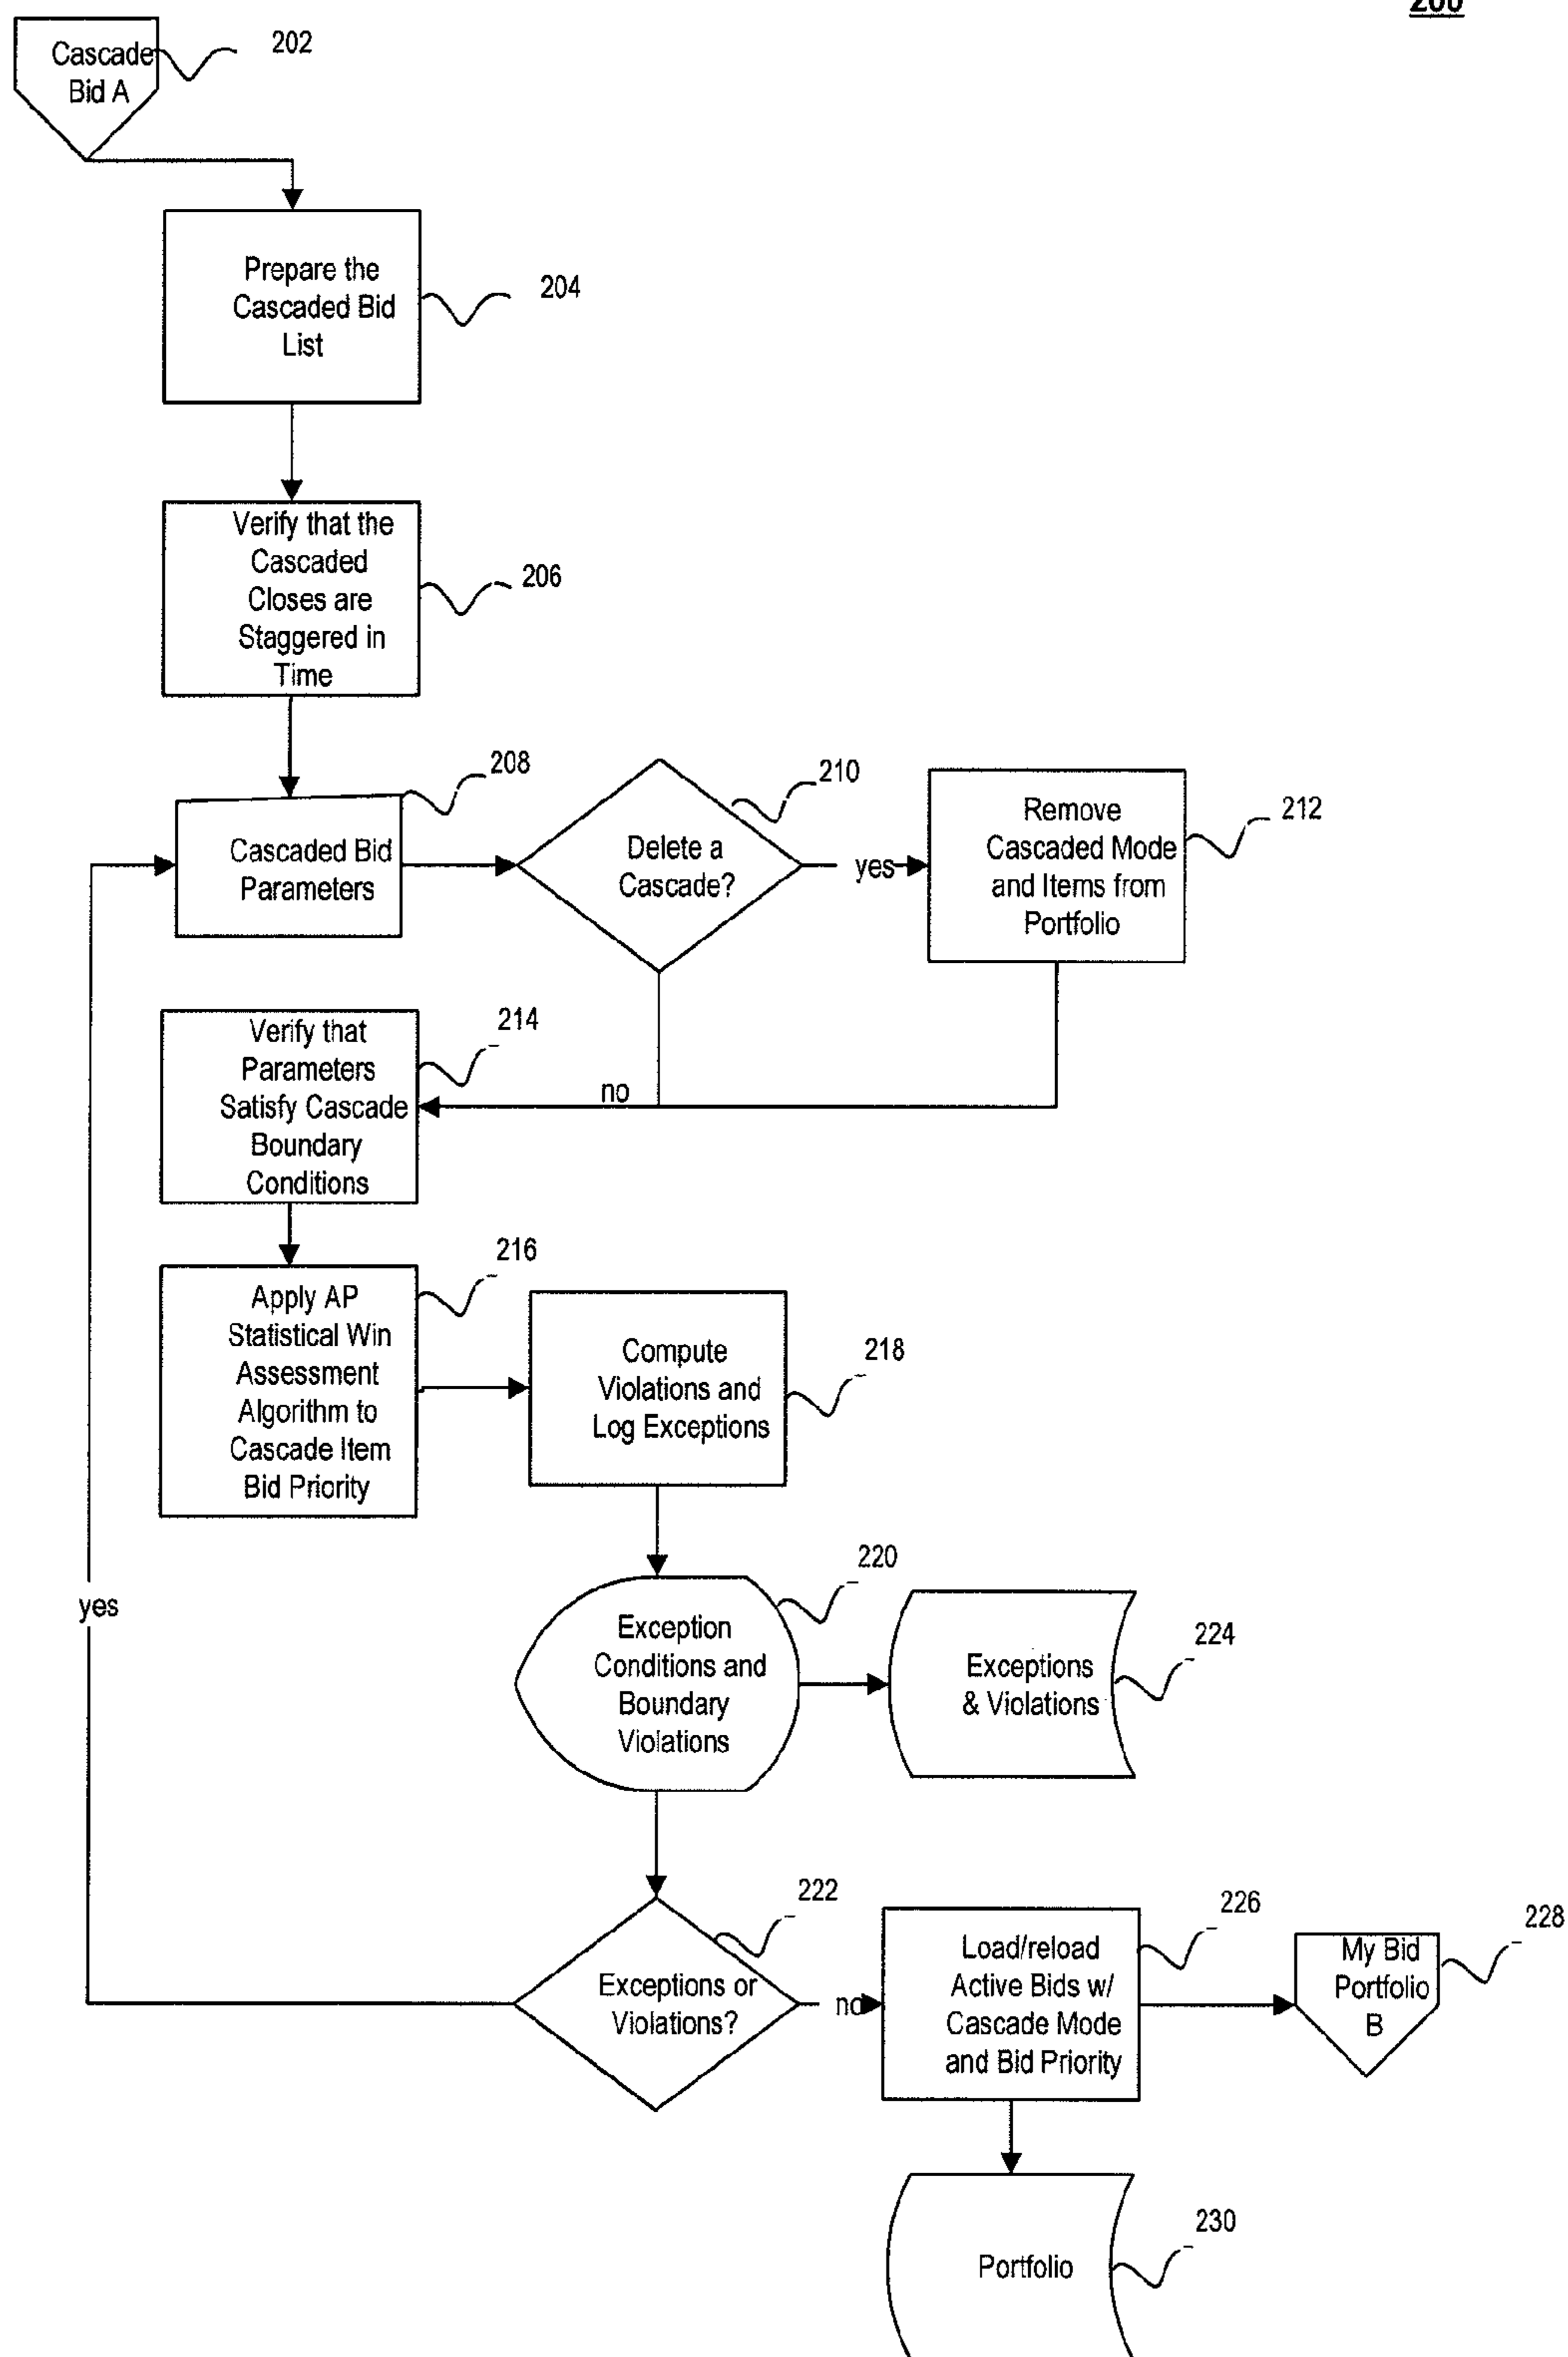 202
Cascade
Bid A
Prepare the
Cascaded Bid
List
204
Verify that the
Cascaded
Closes are
Staggered in
Time
206
208
Cascaded Bid
Parameters
210
Delete a
Cascade?
yes
Remove
Cascaded Mode
and Items from
Portfolio
212
no
214
Verify that
Parameters
Satisfy Cascade
Boundary
Conditions
216
Apply AP
Statistical Win
Assessment
Algorithm to
Cascade Item
Bid Priority
218
Compute
Violations and
Log Exceptions
220
Exception
Conditions and
Boundary
Violations
224
Exceptions
& Violations
yes
222
Exceptions or
Violations?
no
226
Load/reload
Active Bids w/
Cascade Mode
and Bid Priority
228
My Bid
Portfolio
B
230
Portfolio